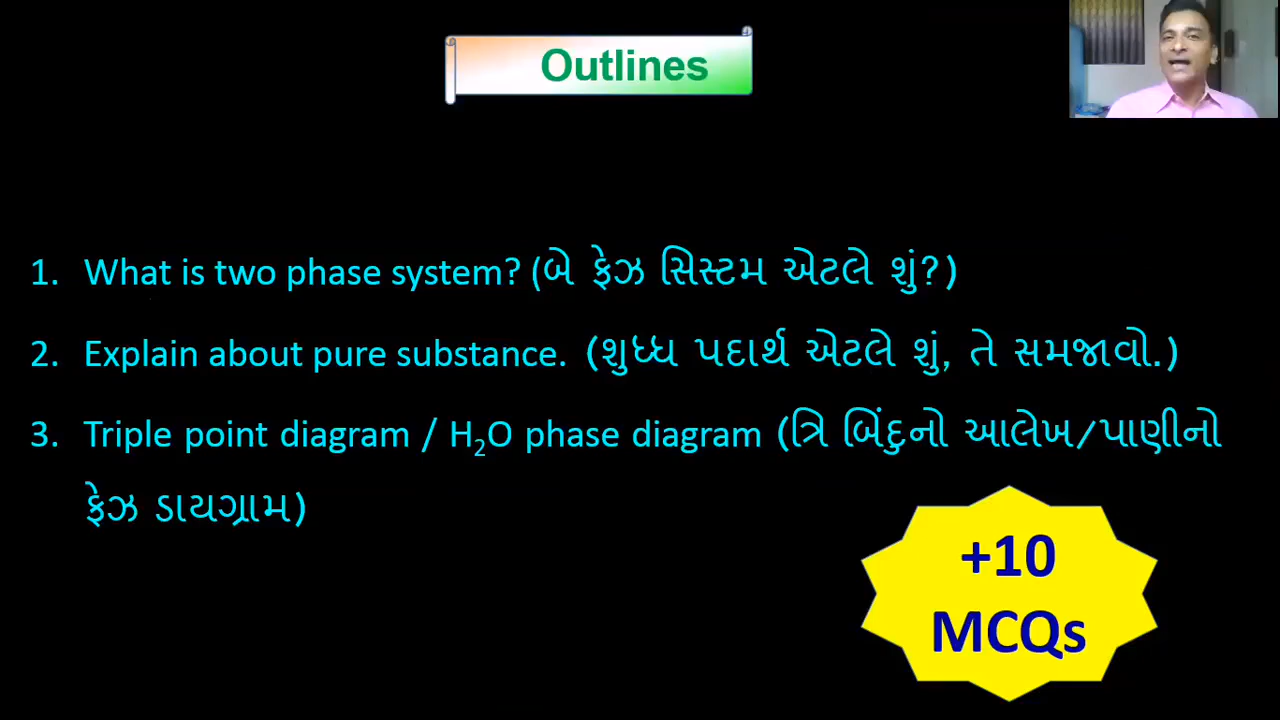 Outlines
1. What is two phase system? (બે ફેઝ સિસ્ટમ એટલે શું?)
2. Explain about pure substance. (શુધ્ધ પદાર્થ એટલે શું, તે સમજાવો.)
3. Triple point diagram / H₂O phase diagram (ત્રિ બિંદુનો આલેખ/પાણીનો
ફ્રેઝ ડાયગ્રામ)
+10
MCQs